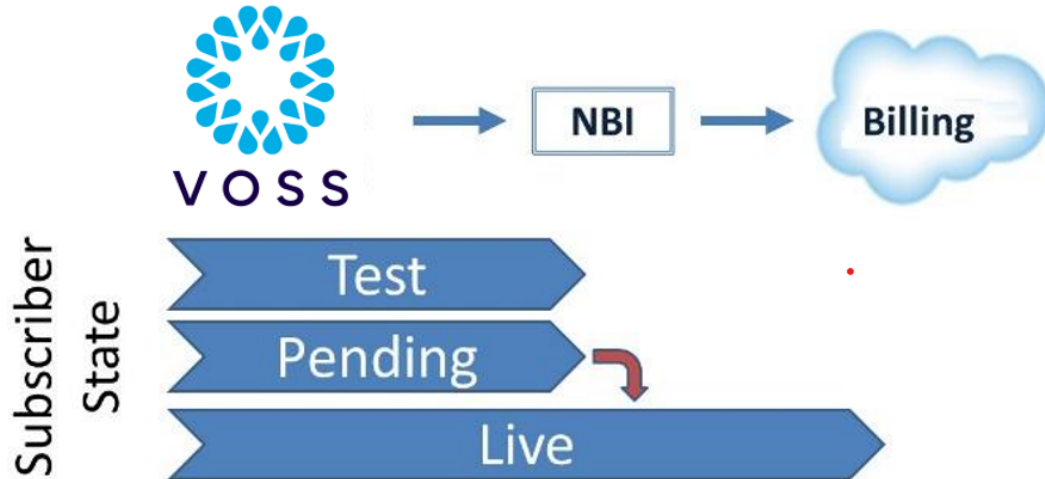 VOSS
NBI
Billing
Subscriber
State
Test
Pending
Live